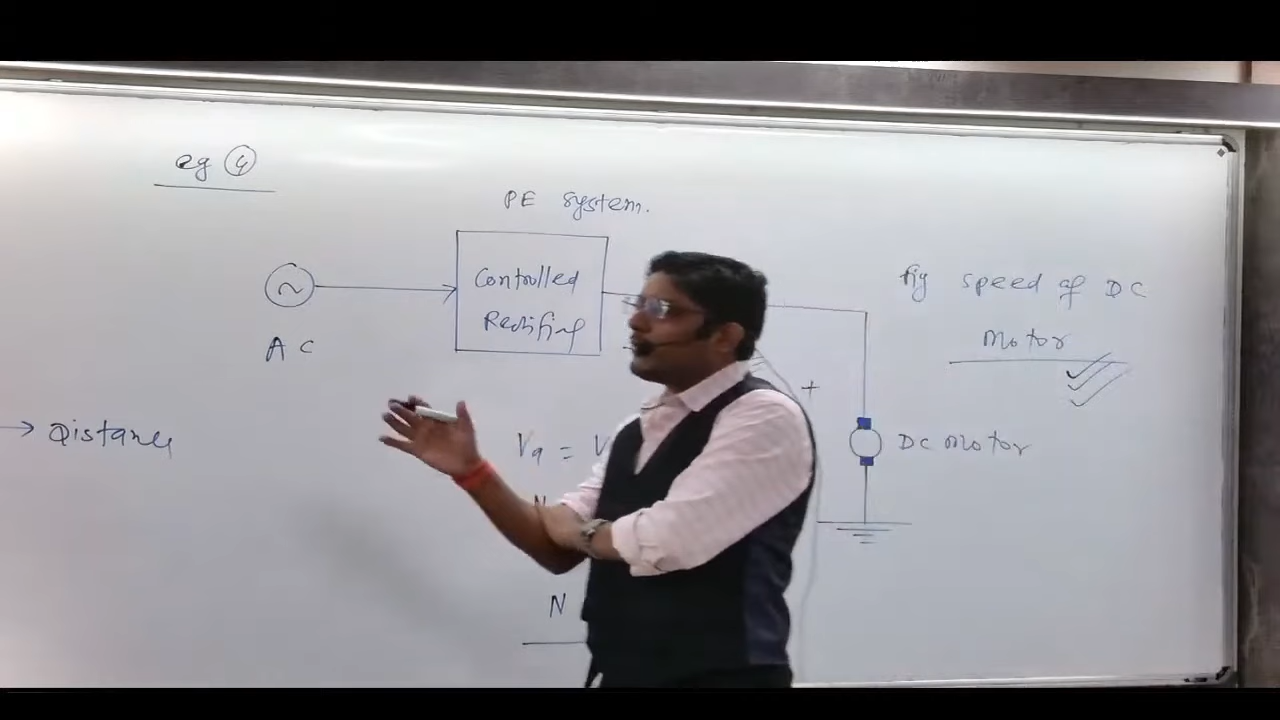 eg ④
PE system.
Controlled
Rectifier
AC
fig speed of DC
Motor
+
→ Distance
DC Motor
Va = V
N
N